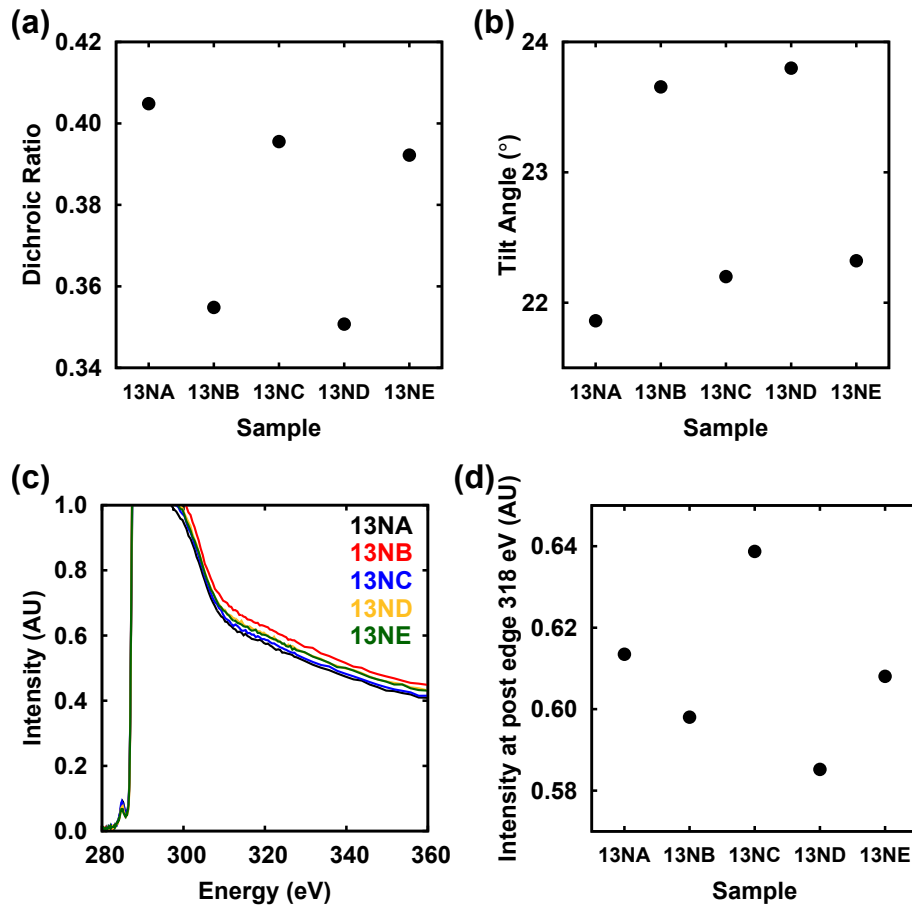 (a)
0.42
0.40
0.38
0.36
0.34
Dichroic Ratio
13NA 13NB 13NC 13ND 13NE
Sample
(b)
24
23
22
Tilt Angle (°)
13NA 13NB 13NC 13ND 13NE
Sample
(c)
1.0
0.8
0.6
0.4
0.2
0.0
Intensity (AU)
13NA
13NB
13NC
13ND
13NE
280 300 320 340 360
Energy (eV)
(d)
0.64
0.62
0.60
0.58
Intensity at post edge 318 eV (AU)
13NA 13NB 13NC 13ND 13NE
Sample